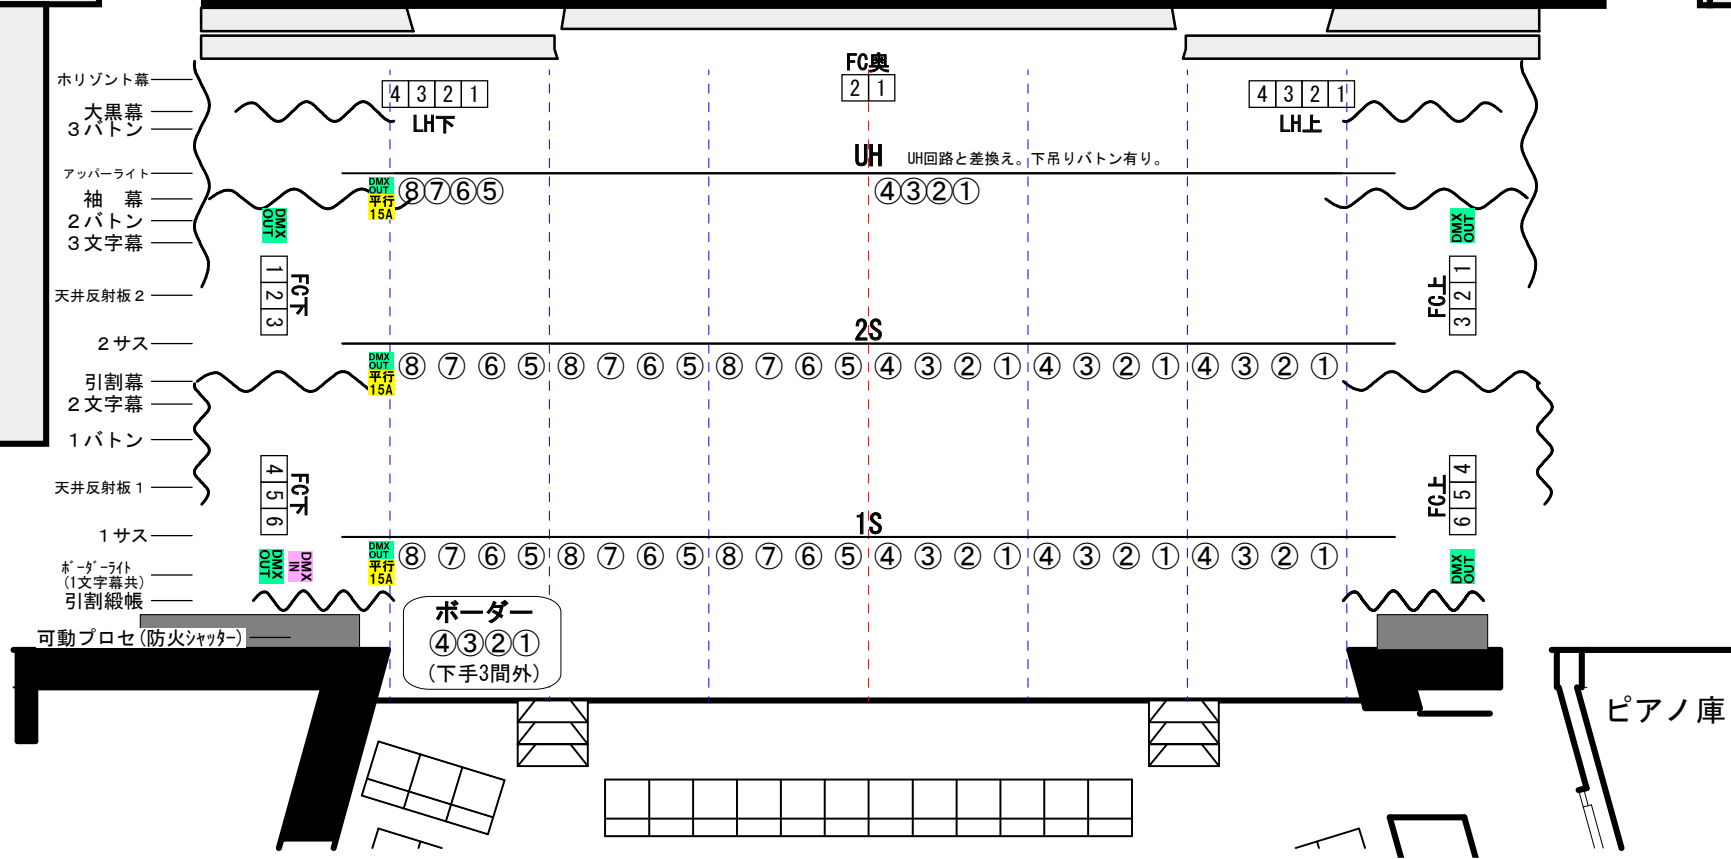 FC奥
2 1
ホリゾント幕
4 3 2 1
LH下
4 3 2 1
LH上
大黒幕
3バトン
UH UH回路と差換え。下吊りバトン有り。
アッパーライト
DMX
OUT
平行
15A
⑧⑦⑥⑤ ④③②①
袖 幕
2バトン
3文字幕
DMX
OUT
DMX
OUT
天井反射板2
1 2 3
FC下
FC上
3 2 1
2サス
2S
DMX
OUT
平行
15A
⑧ ⑦ ⑥ ⑤ ⑧ ⑦ ⑥ ⑤ ⑧ ⑦ ⑥ ⑤ ④ ③ ② ① ④ ③ ② ① ④ ③ ② ①
引割幕
2文字幕
1バトン
天井反射板1
4 5 6
FC下
FC上
6 5 4
1サス
1S
DMX
OUT
平行
15A
⑧ ⑦ ⑥ ⑤ ⑧ ⑦ ⑥ ⑤ ⑧ ⑦ ⑥ ⑤ ④ ③ ② ① ④ ③ ② ① ④ ③ ② ①
DMX
OUT
DMX
IN
DMX
OUT
ボーダーライト
(1文字幕共)
引割緞帳
可動プロセ(防火シャッター)
ボーダー
④③②①
(下手3間外)
ピアノ庫